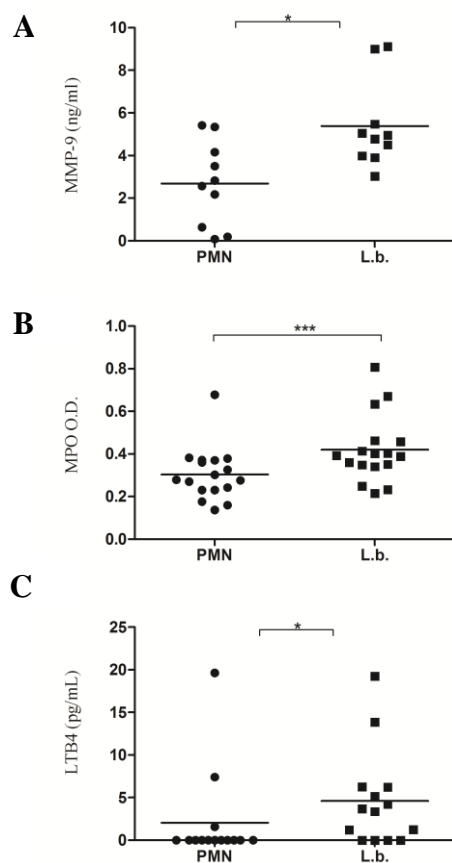 A
*
10
8
6
4
2
0
MMP-9 (ng/ml)
PMN L.b.
B
***
1.0
0.8
0.6
0.4
0.2
0.0
MPO O.D.
PMN L.b.
C
*
25
20
15
10
5
0
LTB4 (pg/mL)
PMN L.b.